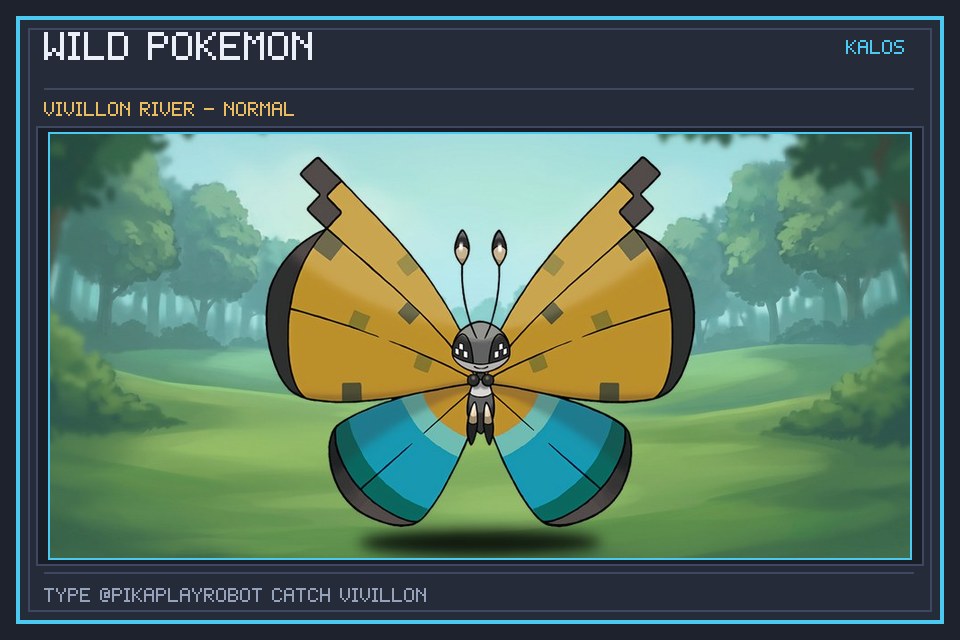 WILD POKEMON
KALOS
VIVILLON RIVER - NORMAL
TYPE @PIKAPLAYROBOT CATCH VIVILLON